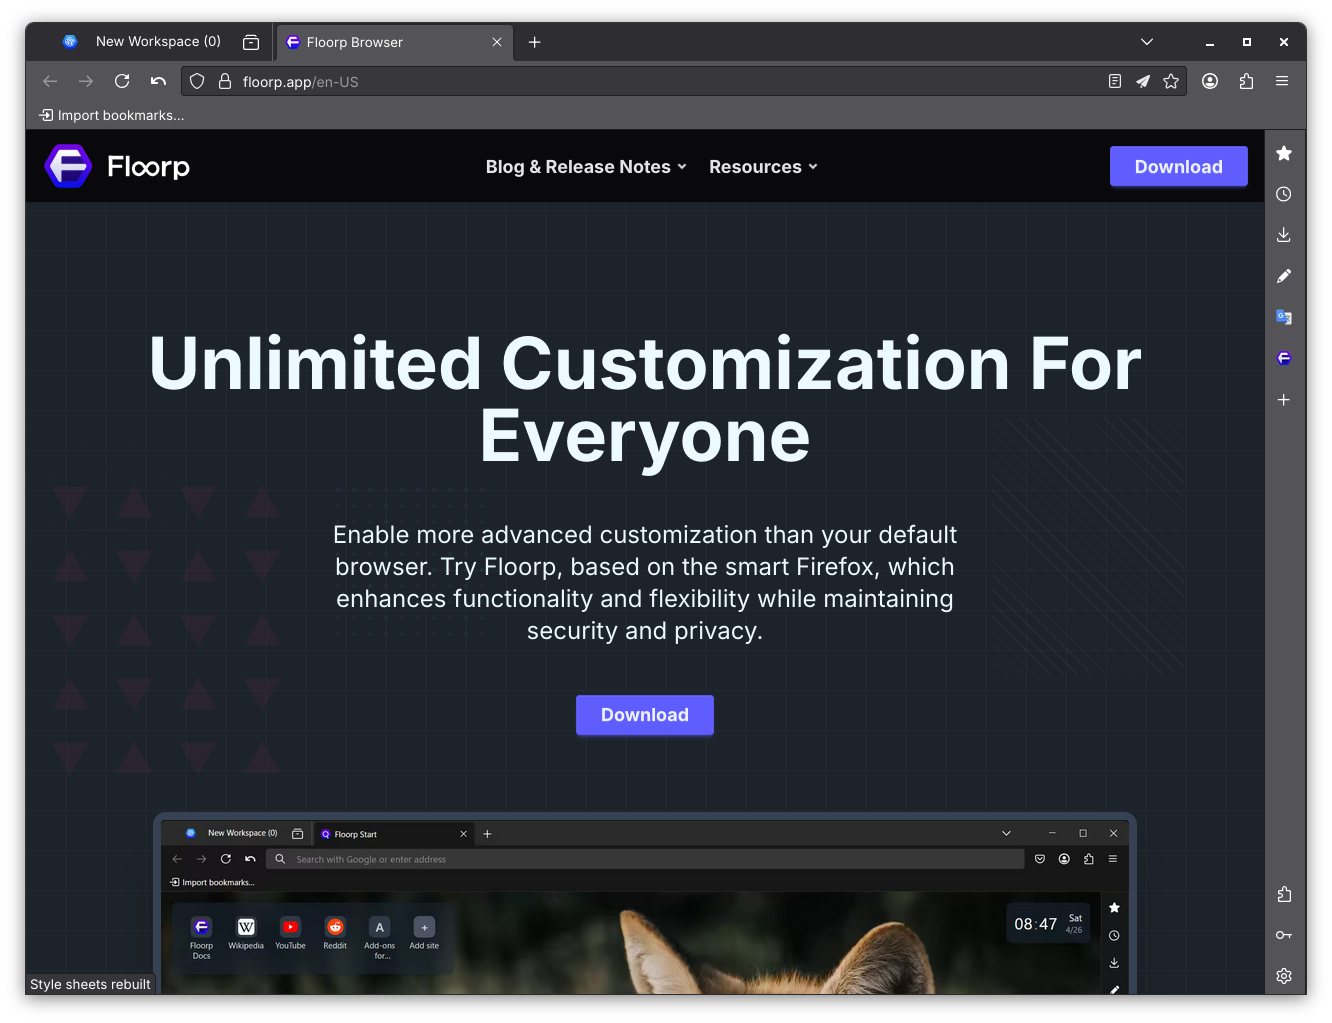 New Workspace (0)
Floorp Browser
floorp.app/en-US
Import bookmarks...
Floorp
Blog & Release Notes
Resources
Download
Unlimited Customization For
Everyone
Enable more advanced customization than your default
browser. Try Floorp, based on the smart Firefox, which
enhances functionality and flexibility while maintaining
security and privacy.
Download
New Workspace (0)
Floorp Start
Search with Google or enter address
Import bookmarks...
Floorp
Docs
Wikipedia
YouTube
Reddit
A
Add-ons
for...
Add site
08:47
Sat
4/26
Style sheets rebuilt